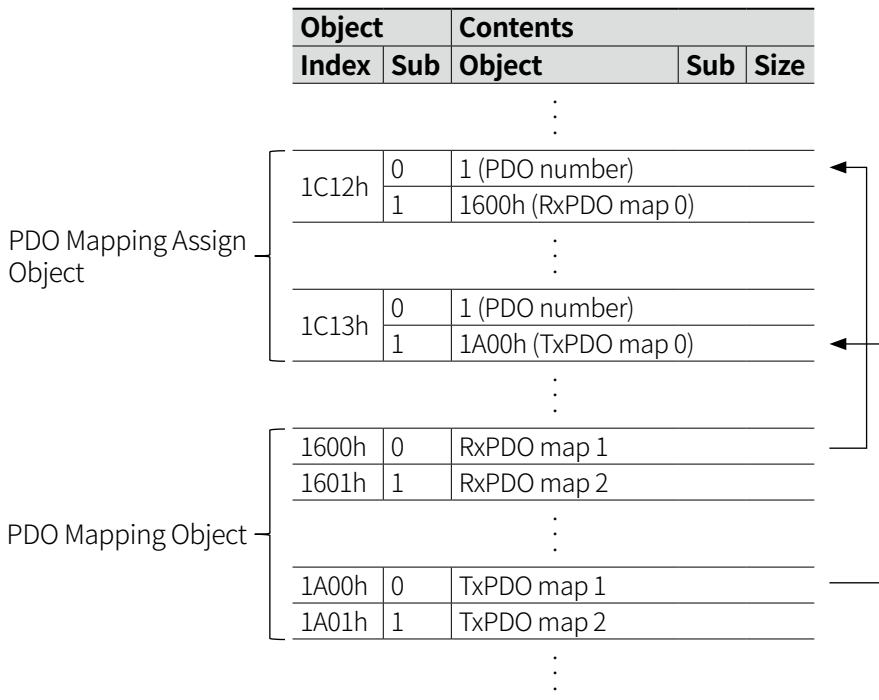 Object Contents
Index Sub Object Sub Size
1C12h 0 1 (PDO number)
1 1600h (RxPDO map 0)
PDO Mapping Assign
Object
1C13h 0 1 (PDO number)
1 1A00h (TxPDO map 0)
1600h 0 RxPDO map 1
1601h 1 RxPDO map 2
PDO Mapping Object
1A00h 0 TxPDO map 1
1A01h 1 TxPDO map 2